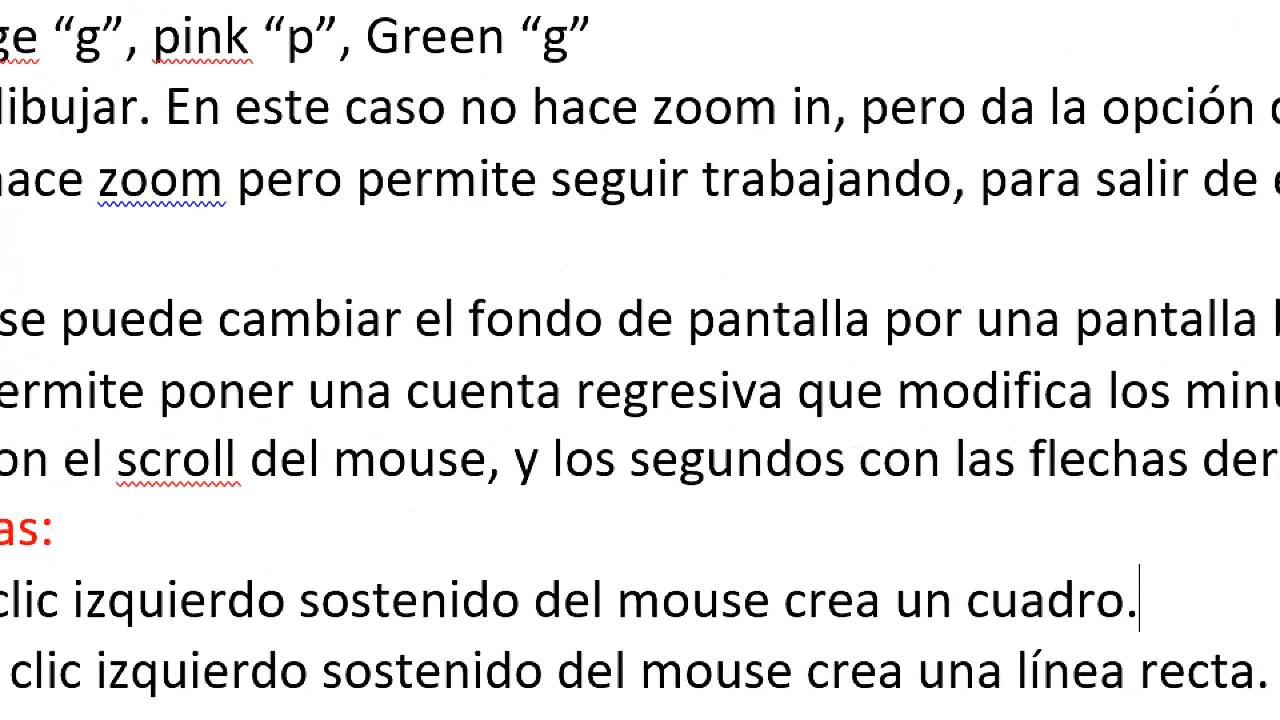 ge “g”, pink “p”, Green “g”
dibujar. En este caso no hace zoom in, pero da la opción
hace zoom pero permite seguir trabajando, para salir de
se puede cambiar el fondo de pantalla por una pantalla
ermite poner una cuenta regresiva que modifica los minu
on el scroll del mouse, y los segundos con las flechas der
as:
clic izquierdo sostenido del mouse crea un cuadro.
clic izquierdo sostenido del mouse crea una línea recta.